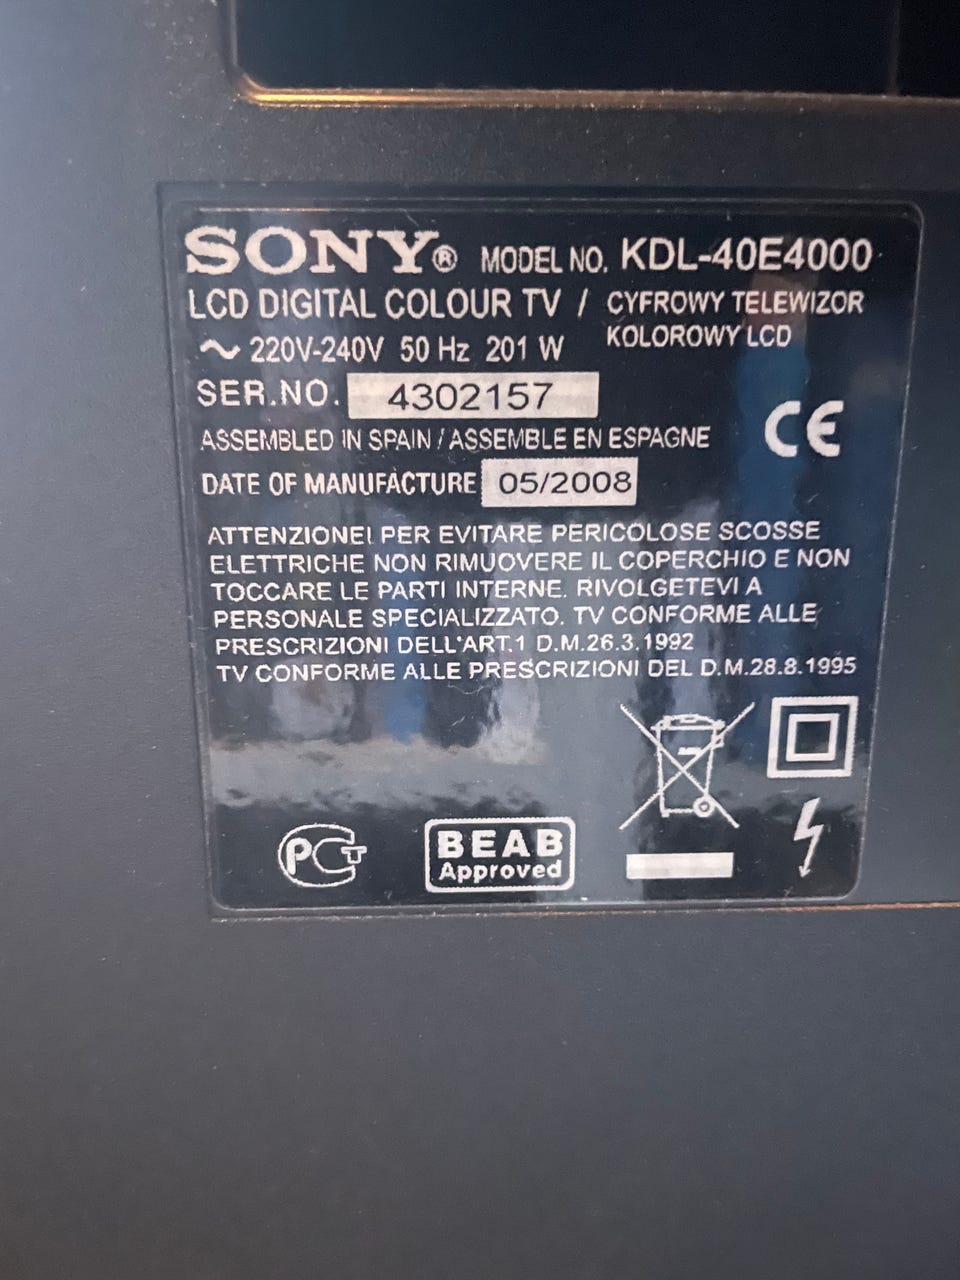 SONY® MODEL NO. KDL-40E4000
LCD DIGITAL COLOUR TV / CYFROWY TELEWIZOR
KOLOROWY LCD
~ 220V-240V 50 Hz 201 W
SER.NO. 4302157
ASSEMBLED IN SPAIN / ASSEMBLE EN ESPAGNE
CE
DATE OF MANUFACTURE 05/2008
ATTENZIONE! PER EVITARE PERICOLOSE SCOSSE
ELETTRICHE NON RIMUOVERE IL COPERCHIO E NON
TOCCARE LE PARTI INTERNE. RIVOLGETEVI A
PERSONALE SPECIALIZZATO. TV CONFORME ALLE
PRESCRIZIONI DELL'ART.1 D.M.26.3.1992
TV CONFORME ALLE PRESCRIZIONI DEL D.M.28.8.1995
РСТ
BEAB
Approved